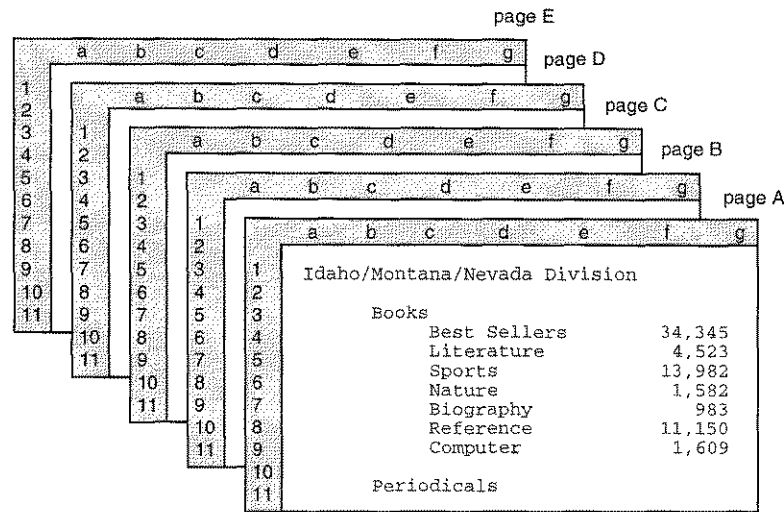 page E
a b c d e f g
page D
a b c d e f g
page C
a b c d e f g
page B
a b c d e f g
page A
a b c d e f g
1
2
3
4
5
6
7
8
9
10
11
1
2
3
4
5
6
7
8
9
10
11
1
2
3
4
5
6
7
8
9
10
11
1
2
3
4
5
6
7
8
9
10
11
1
2
3
4
5
6
7
8
9
10
11
Idaho/Montana/Nevada Division
Books
Best Sellers 34,345
Literature 4,523
Sports 13,982
Nature 1,582
Biography 983
Reference 11,150
Computer 1,609
Periodicals